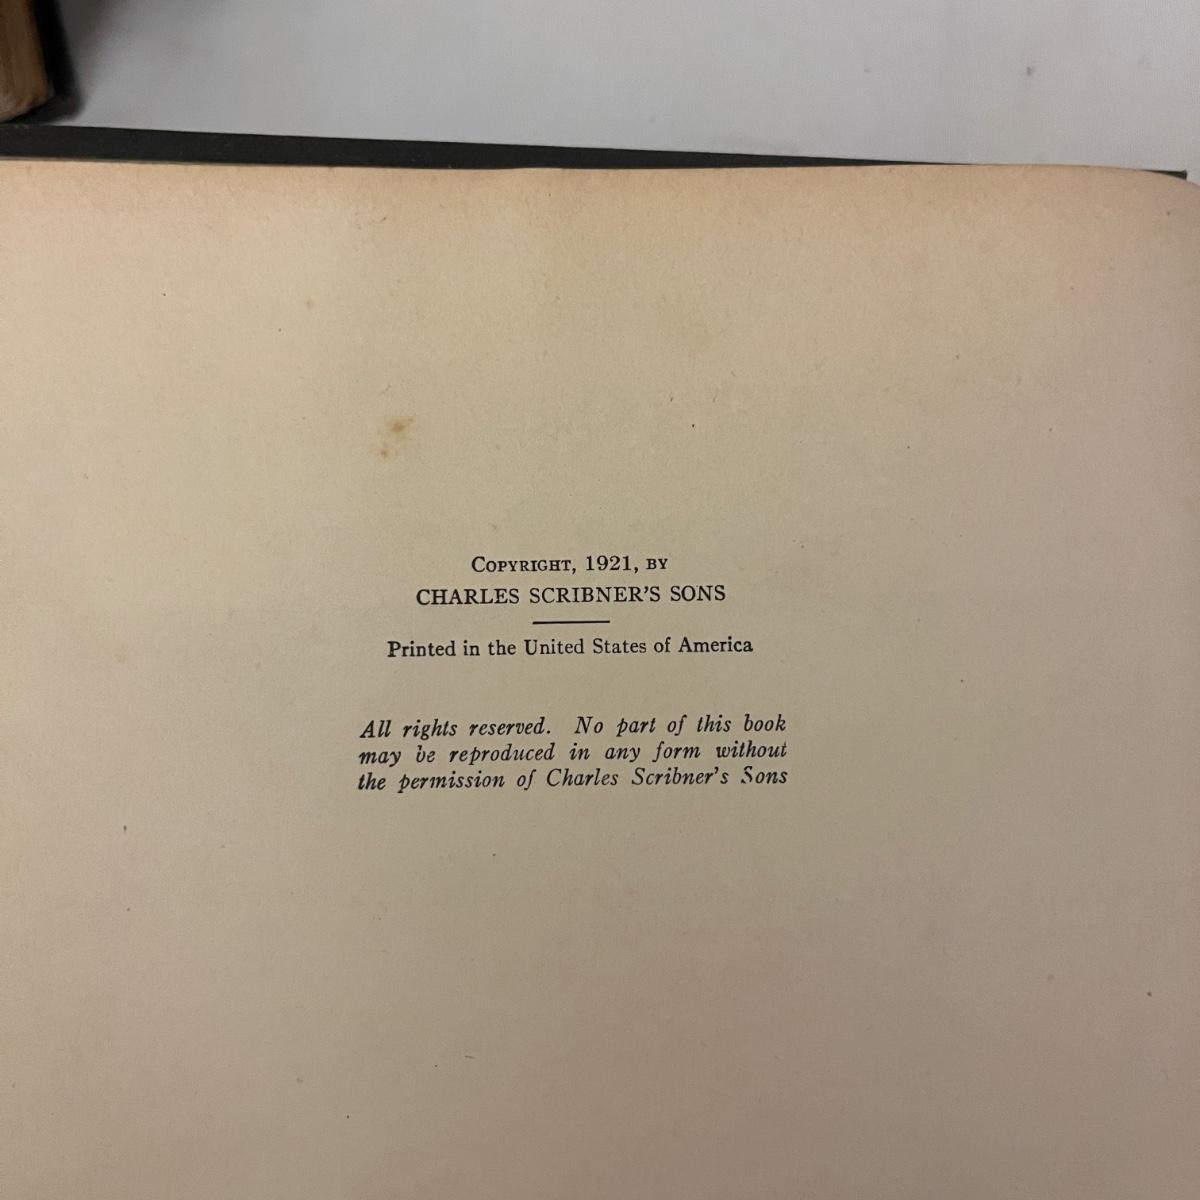 COPYRIGHT, 1921, BY
CHARLES SCRIBNER'S SONS
Printed in the United States of America
All rights reserved. No part of this book
may be reproduced in any form without
the permission of Charles Scribner's Sons